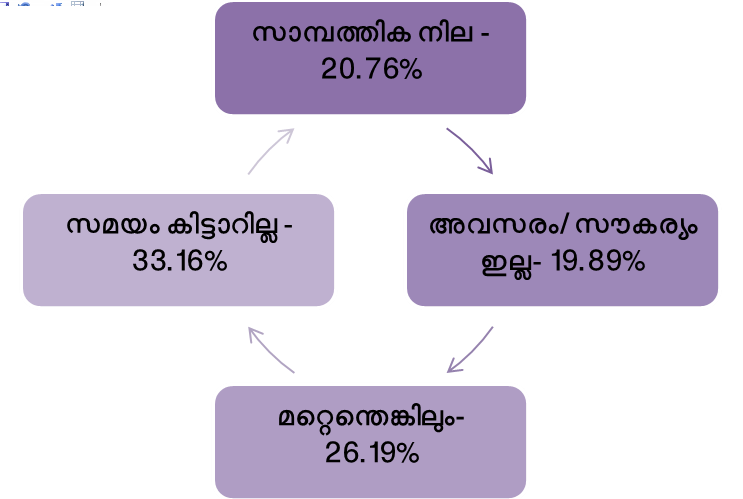 സാമ്പത്തിക നില -
20.76%
അവസരം/ സൗകര്യം
ഇല്ല- 19.89%
മറ്റെന്തെങ്കിലും-
26.19%
സമയം കിട്ടാറില്ല -
33.16%